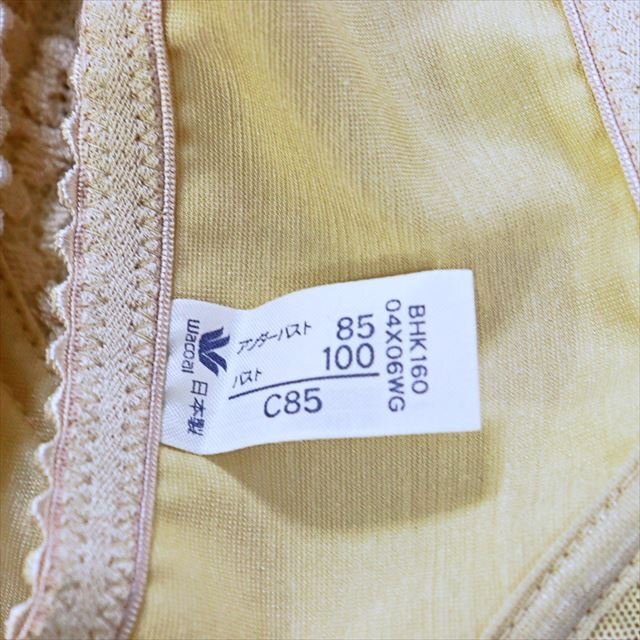 wacoal 日本製
アンダーバスト 85
バスト 100
C85
BHK160
04X06WG